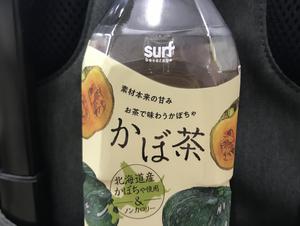 surf
beverage
素材本来の甘み
お茶で味わうかぼちゃ
かぼ茶
北海道産
かぼちゃ使用
&
ノンカロリー